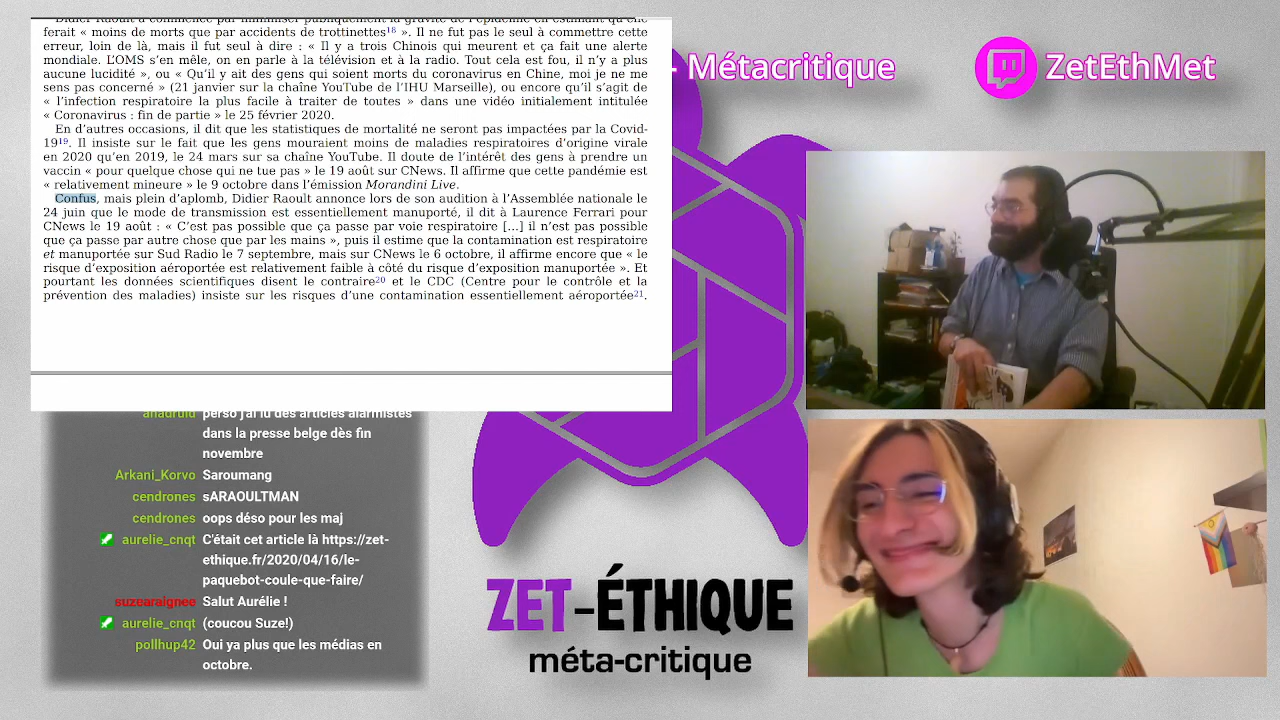 Didier Raoult a commencé par minimiser publiquement la gravité de l'épidémie en estimant qu'elle
ferait « moins de morts que par accidents de trottinettes18 ». Il ne fut pas le seul à commettre cette
erreur, loin de là, mais il fut seul à dire : « Il y a trois Chinois qui meurent et ça fait une alerte
mondiale. L'OMS s'en mêle, on en parle à la télévision et à la radio. Tout cela est fou, il n'y a plus
aucune lucidité », ou « Qu'il y ait des gens qui soient morts du coronavirus en Chine, moi je ne me
sens pas concerné » (21 janvier sur la chaîne YouTube de l'IHU Marseille), ou encore qu'il s'agit de
« l'infection respiratoire la plus facile à traiter de toutes » dans une vidéo initialement intitulée
« Coronavirus : fin de partie » le 25 février 2020.
En d'autres occasions, il dit que les statistiques de mortalité ne seront pas impactées par la Covid-
1919. Il insiste sur le fait que les gens mouraient moins de maladies respiratoires d'origine virale
en 2020 qu'en 2019, le 24 mars sur sa chaîne YouTube. Il doute de l'intérêt des gens à prendre un
vaccin « pour quelque chose qui ne tue pas » le 19 août sur CNews. Il affirme que cette pandémie est
« relativement mineure » le 9 octobre dans l'émission Morandini Live.
Confus, mais plein d'aplomb, Didier Raoult annonce lors de son audition à l'Assemblée nationale le
24 juin que le mode de transmission est essentiellement manuporté, il dit à Laurence Ferrari pour
CNews le 19 août : « C'est pas possible que ça passe par voie respiratoire […] il n'est pas possible
que ça passe par autre chose que par les mains », puis il estime que la contamination est respiratoire
et manuportée sur Sud Radio le 7 septembre, mais sur CNews le 6 octobre, il affirme encore que « le
risque d'exposition aéroportée est relativement faible à côté du risque d'exposition manuportée ». Et
pourtant les données scientifiques disent le contraire20 et le CDC (Centre pour le contrôle et la
prévention des maladies) insiste sur les risques d'une contamination essentiellement aéroportée21.
- Métacritique
ZetEthMet
anadruid perso j'ai lu des articles alarmistes
dans la presse belge dès fin
novembre
Arkani_Korvo Saroumang
cendrones sARAOULTMAN
cendrones oops déso pour les maj
aurelie_cnqt C'était cet article là https://zet-
ethique.fr/2020/04/16/le-
paquebot-coule-que-faire/
suzearaignee Salut Aurélie !
aurelie_cnqt (coucou Suze!)
pollhup42 Oui ya plus que les médias en
octobre.
ZET-ÉTHIQUE
méta-critique